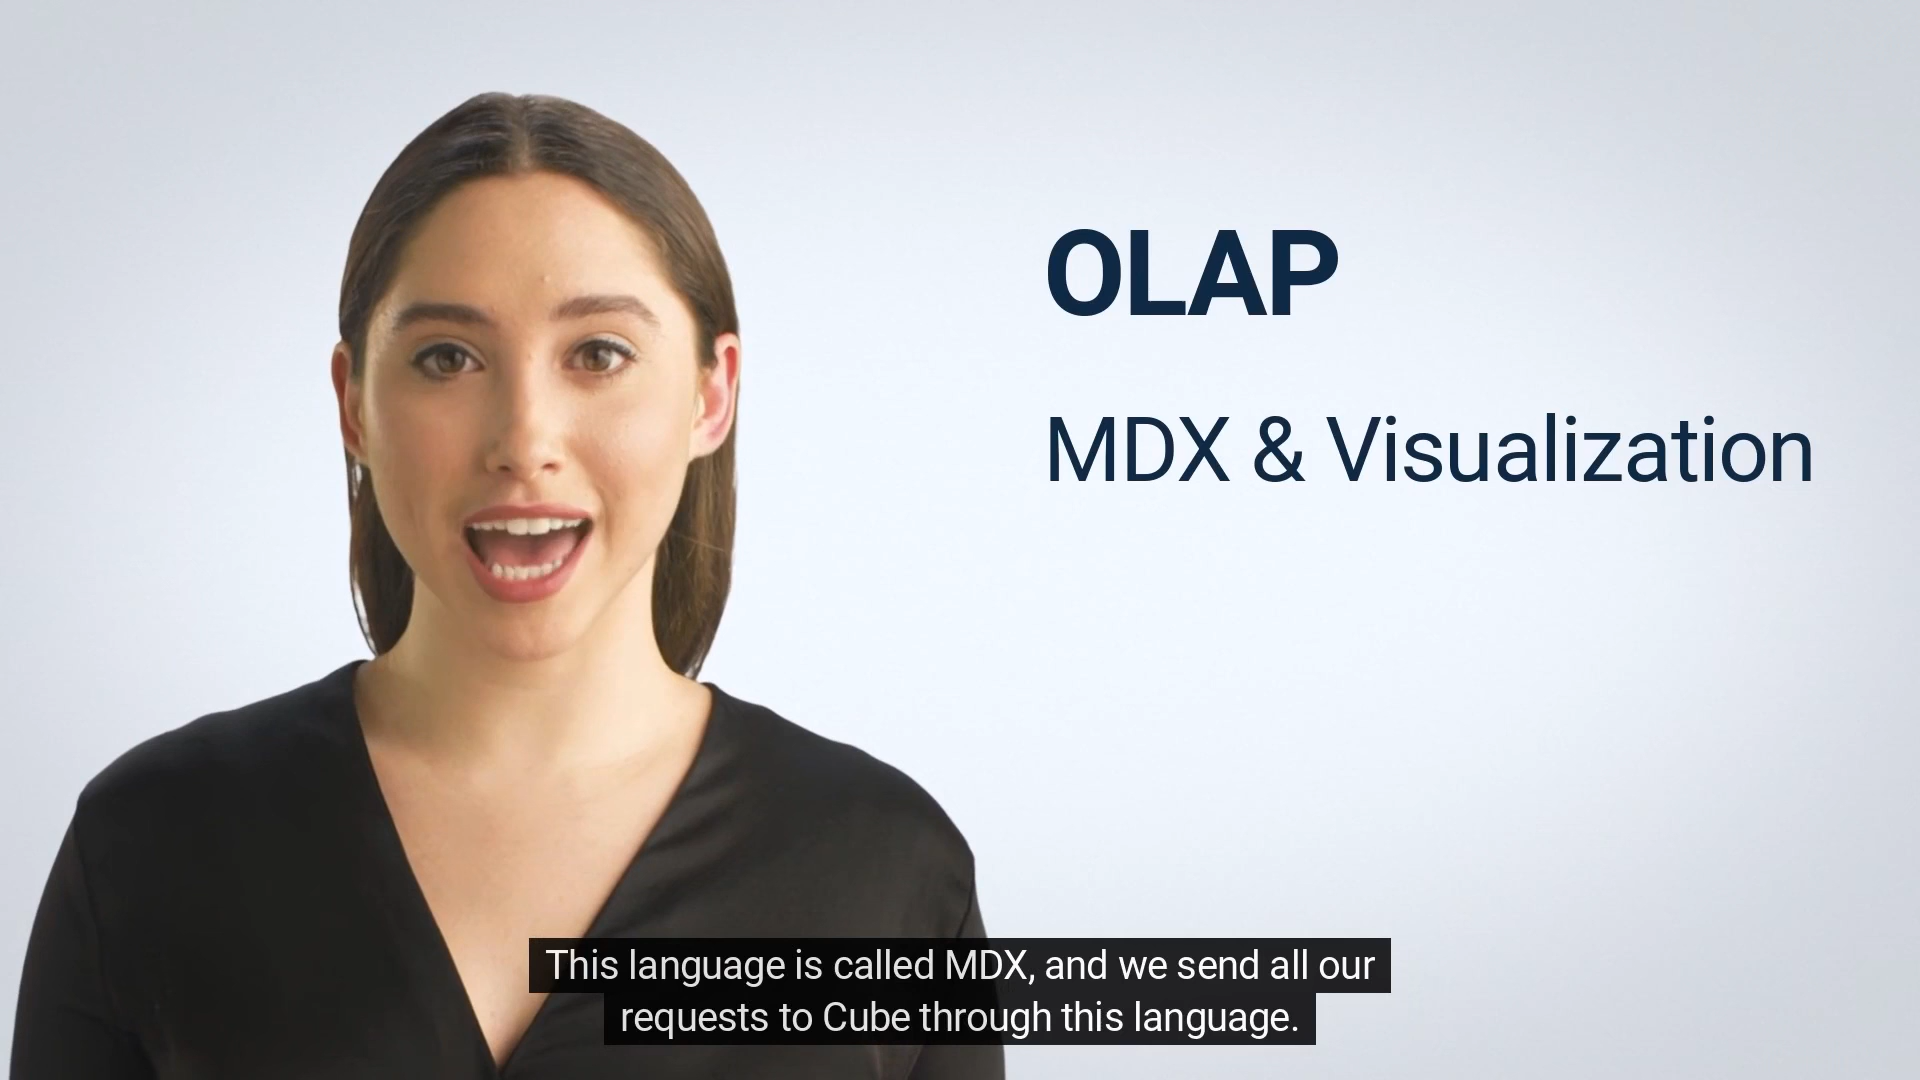 OLAP
MDX & Visualization
This language is called MDX, and we send all our
requests to Cube through this language.